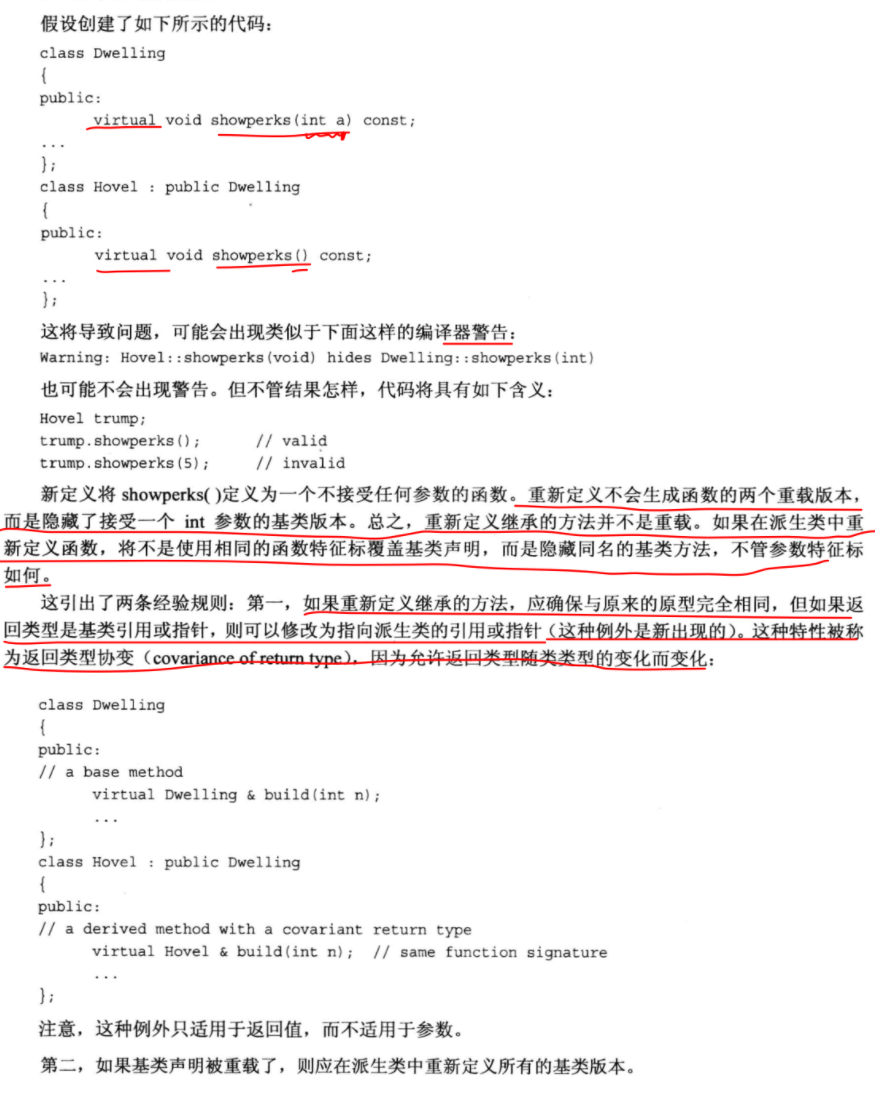 假设创建了如下所示的代码：
class Dwelling
{
public:
virtual void showperks(int a) const;
...
};
class Hovel : public Dwelling
{
public:
virtual void showperks() const;
...
};
这将导致问题，可能会出现类似于下面这样的编译器警告：
Warning: Hovel::showperks(void) hides Dwelling::showperks(int)
也可能不会出现警告。但不管结果怎样，代码将具有如下含义：
Hovel trump;
trump.showperks(); // valid
trump.showperks(5); // invalid
新定义将 showperks( )定义为一个不接受任何参数的函数。重新定义不会生成函数的两个重载版本，
而是隐藏了接受一个 int 参数的基类版本。总之，重新定义继承的方法并不是重载。如果在派生类中重
新定义函数，将不是使用相同的函数特征标覆盖基类声明，而是隐藏同名的基类方法，不管参数特征标
如何。
这引出了两条经验规则：第一，如果重新定义继承的方法，应确保与原来的原型完全相同，但如果返
回类型是基类引用或指针，则可以修改为指向派生类的引用或指针（这种例外是新出现的）。这种特性被称
为返回类型协变（covariance of return type），因为允许返回类型随类类型的变化而变化：
class Dwelling
{
public:
// a base method
virtual Dwelling & build(int n);
...
};
class Hovel : public Dwelling
{
public:
// a derived method with a covariant return type
virtual Hovel & build(int n); // same function signature
...
};
注意，这种例外只适用于返回值，而不适用于参数。
第二，如果基类声明被重载了，则应在派生类中重新定义所有的基类版本。